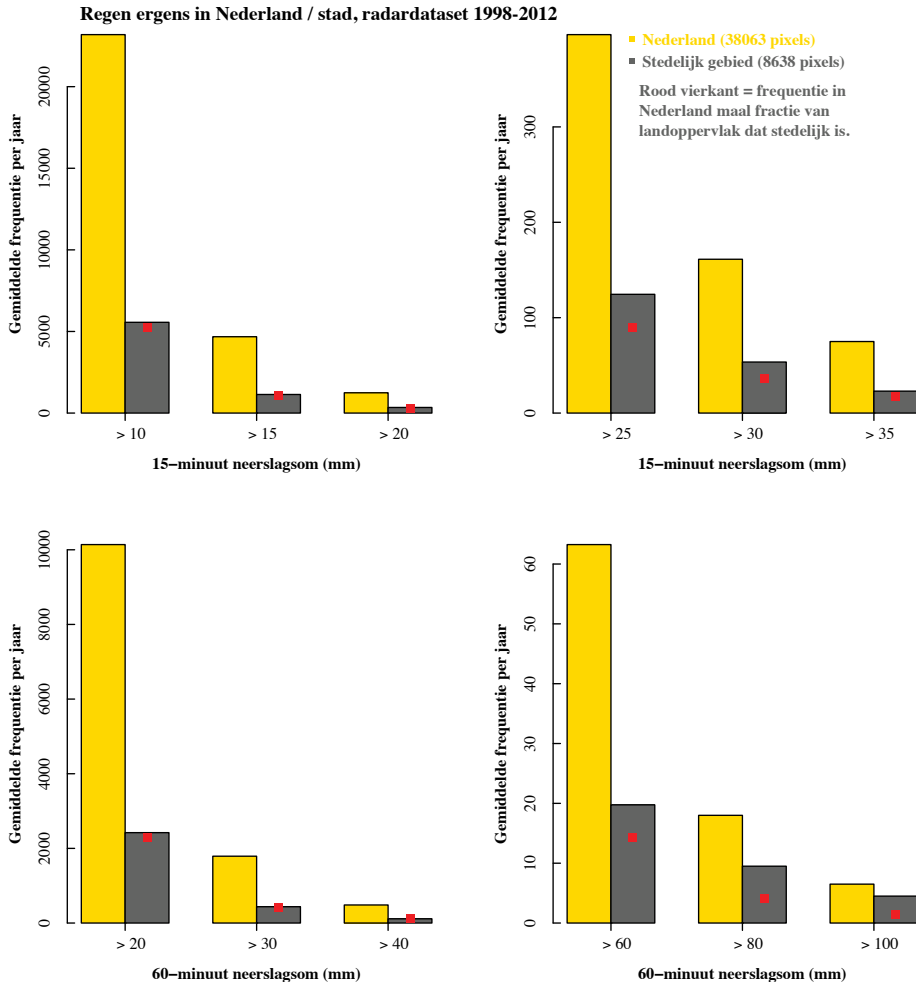 Regen ergens in Nederland / stad, radardataset 1998-2012
Gemiddelde frequentie per jaar
0
5000
10000
15000
20000
> 10
> 15
> 20
15−minuut neerslagsom (mm)
Nederland (38063 pixels)
Stedelijk gebied (8638 pixels)
Rood vierkant = frequentie in
Nederland maal fractie van
landoppervlak dat stedelijk is.
Gemiddelde frequentie per jaar
0
100
200
300
> 25
> 30
> 35
15−minuut neerslagsom (mm)
Gemiddelde frequentie per jaar
0
2000
4000
6000
8000
10000
> 20
> 30
> 40
60−minuut neerslagsom (mm)
Gemiddelde frequentie per jaar
0
10
20
30
40
50
60
> 60
> 80
> 100
60−minuut neerslagsom (mm)